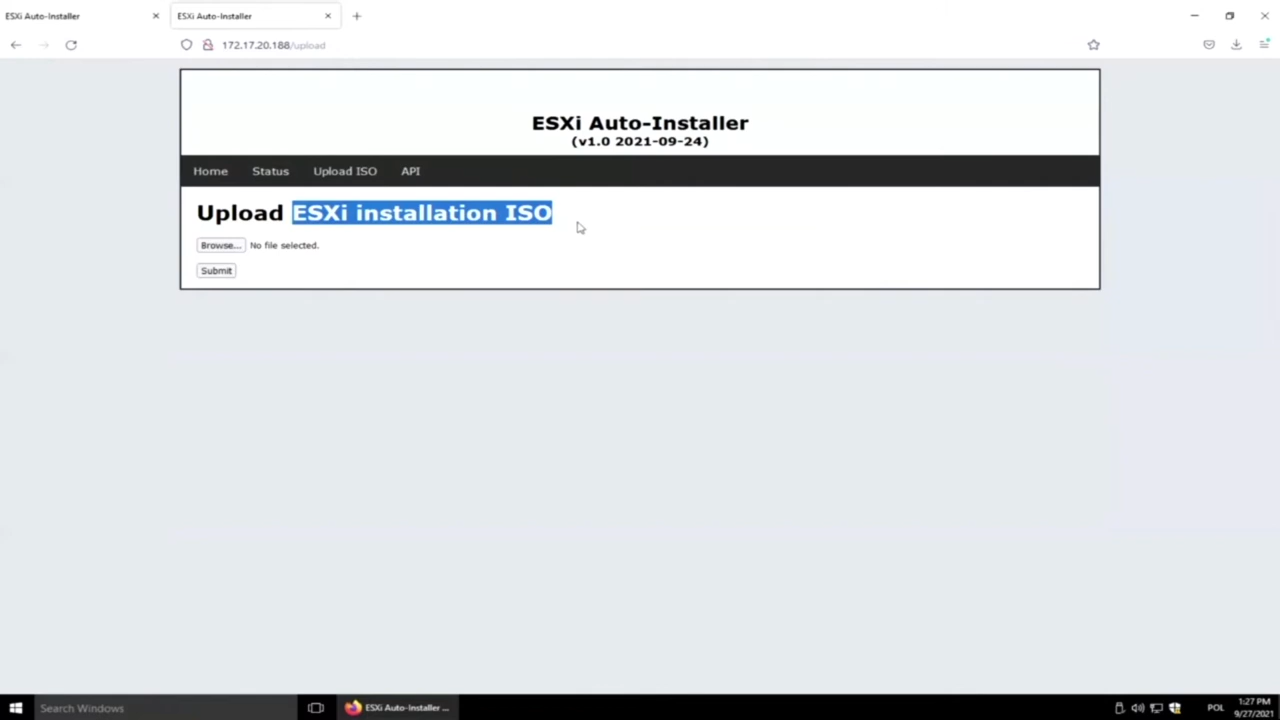 ESXi Auto-Installer
ESXi Auto-Installer
172.17.20.188/upload
ESXi Auto-Installer
(v1.0 2021-09-24)
Home Status Upload ISO API
Upload ESXi installation ISO
Browse... No file selected.
Submit
Search Windows
ESXi Auto-Installer ...
POL
1:27 PM
9/27/2021